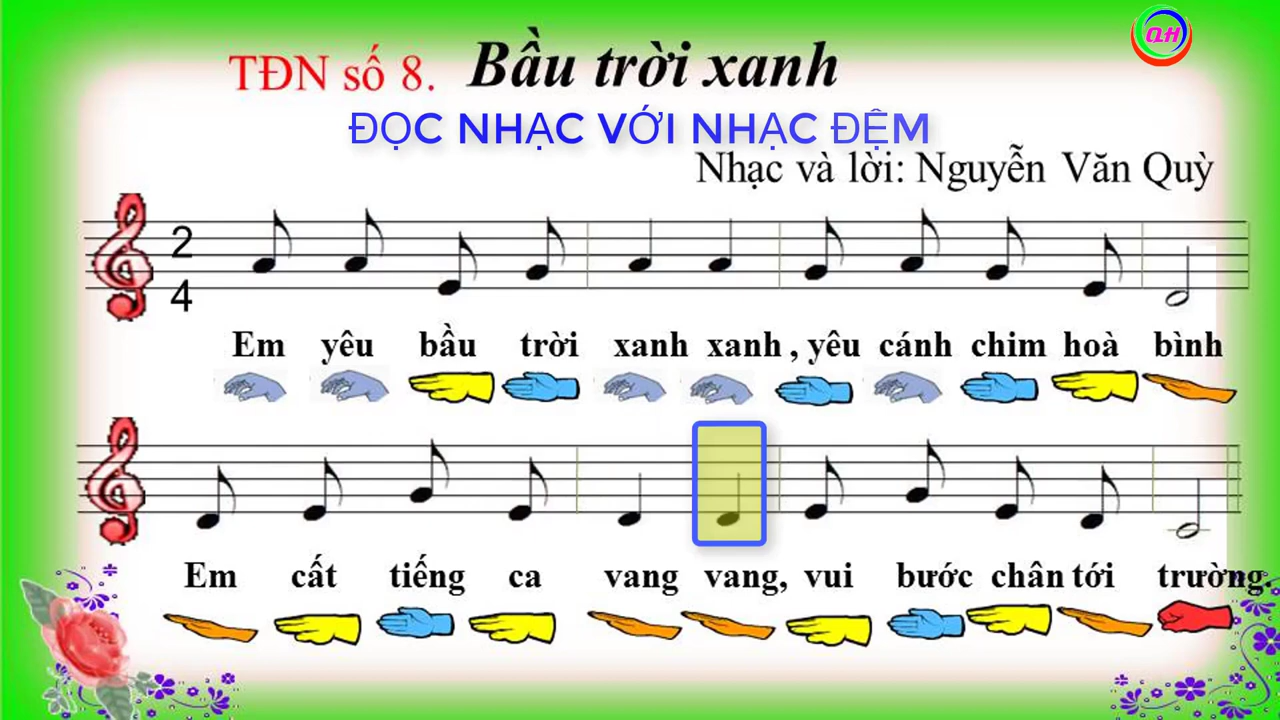 QH
TĐN số 8. Bầu trời xanh
ĐỌC NHẠC VỚI NHẠC ĐỆM
Nhạc và lời: Nguyễn Văn Quỳ
2
4
Em yêu bầu trời xanh xanh , yêu cánh chim hoà bình
Em cất tiếng ca vang vang, vui bước chân tới trường.